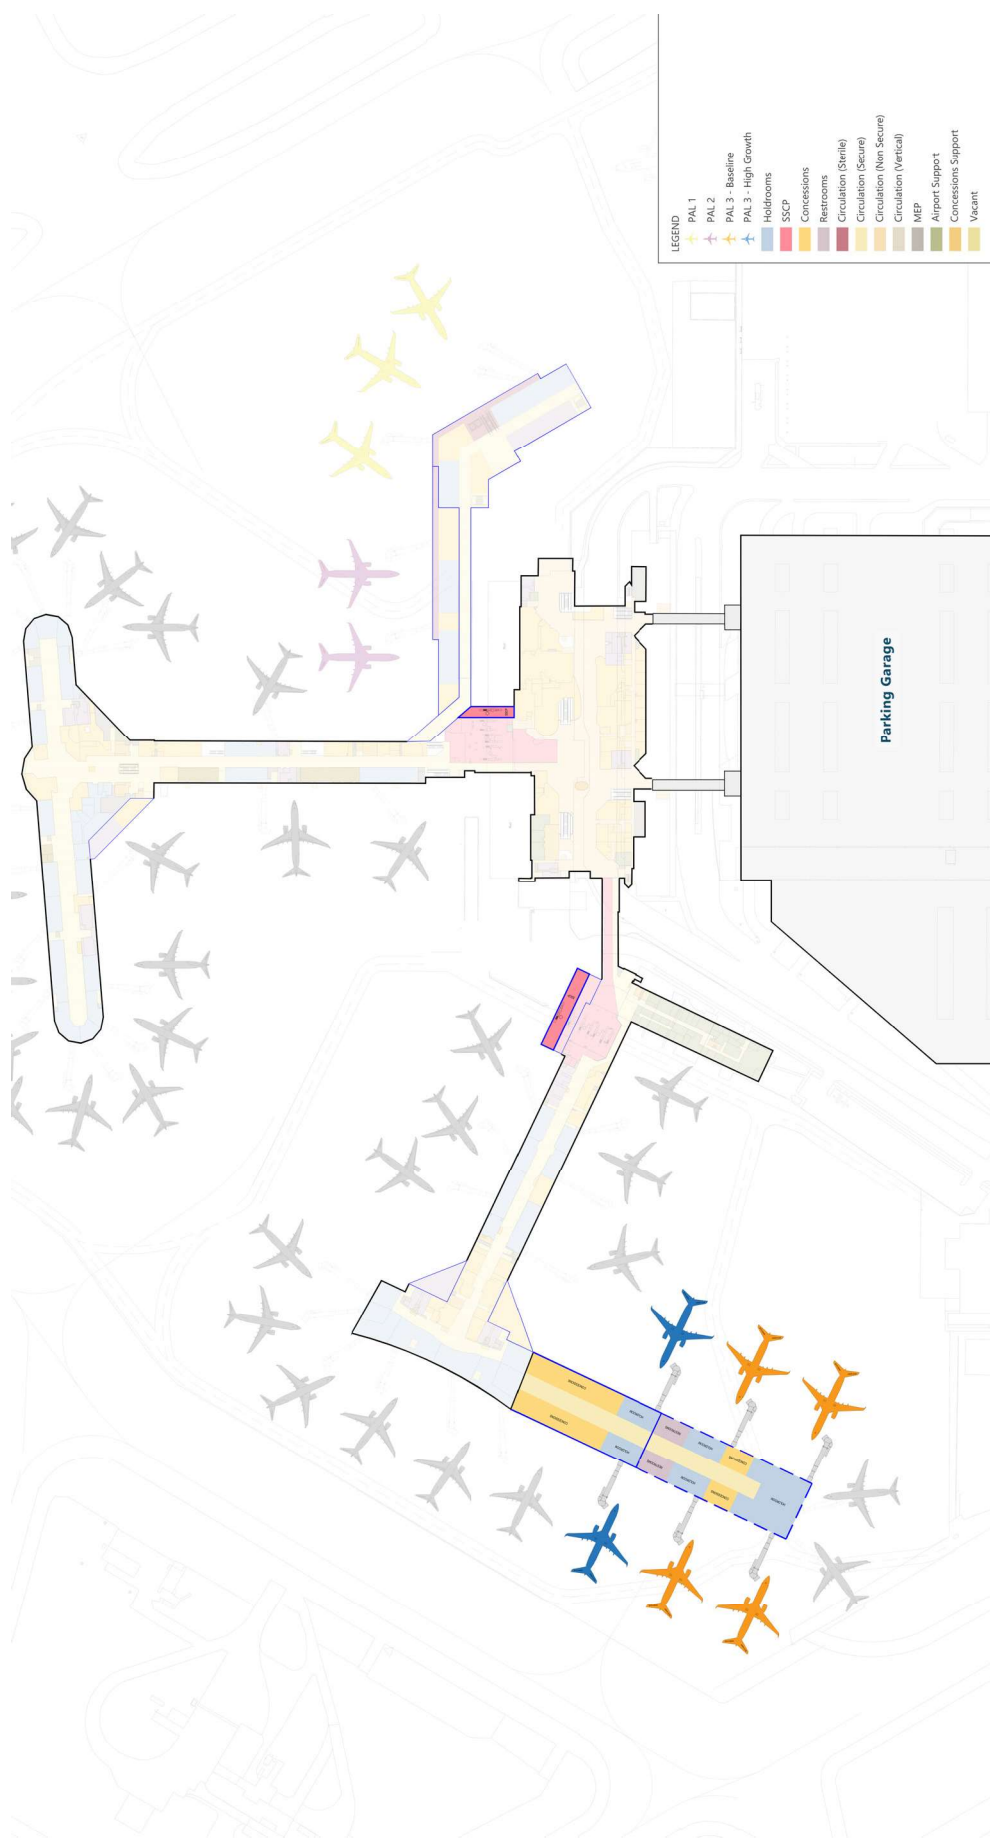 LEGEND
PAL 1
PAL 2
PAL 3 - Baseline
PAL 3 - High Growth
Holdrooms
SSCP
Concessions
Restrooms
Circulation (Sterile)
Circulation (Secure)
Circulation (Non Secure)
Circulation (Vertical)
MEP
Airport Support
Concessions Support
Vacant
Parking Garage